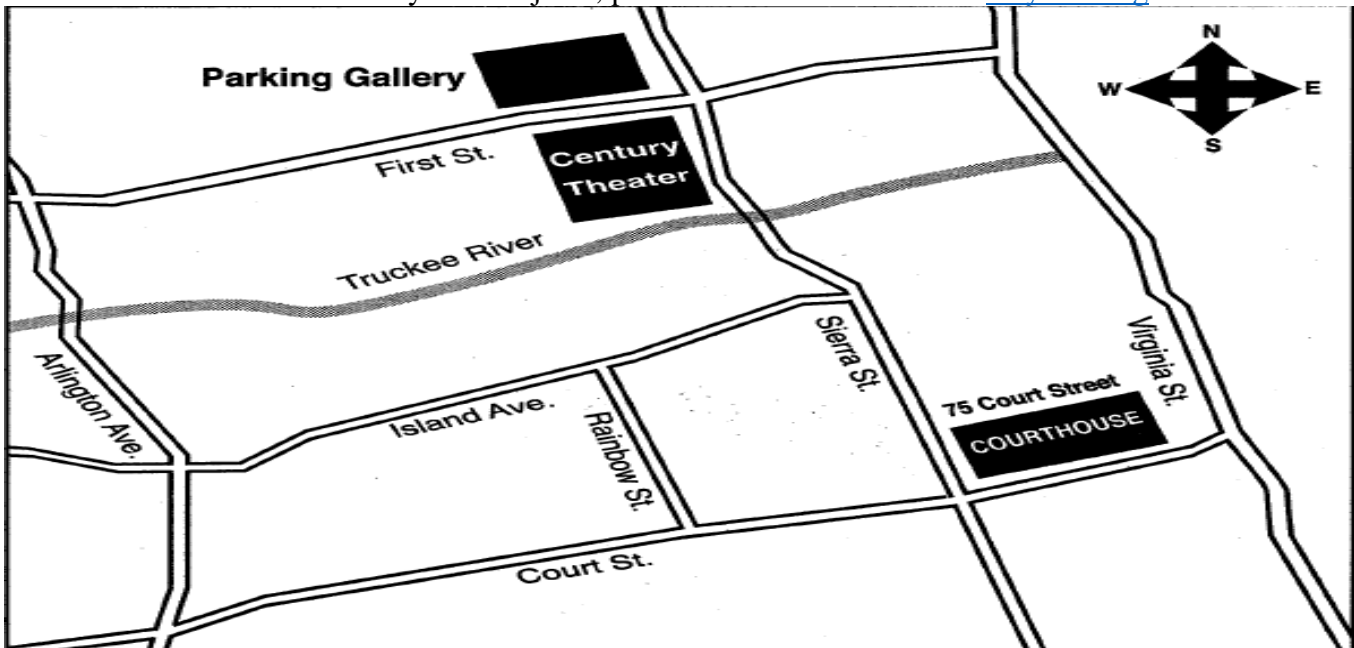 N
Parking Gallery
W
E
S
First St.
Century
Theater
Truckee River
Arlington Ave.
Island Ave.
Rainbow St.
Sierra St.
Virginia St.
75 Court Street
COURTHOUSE
Court St.